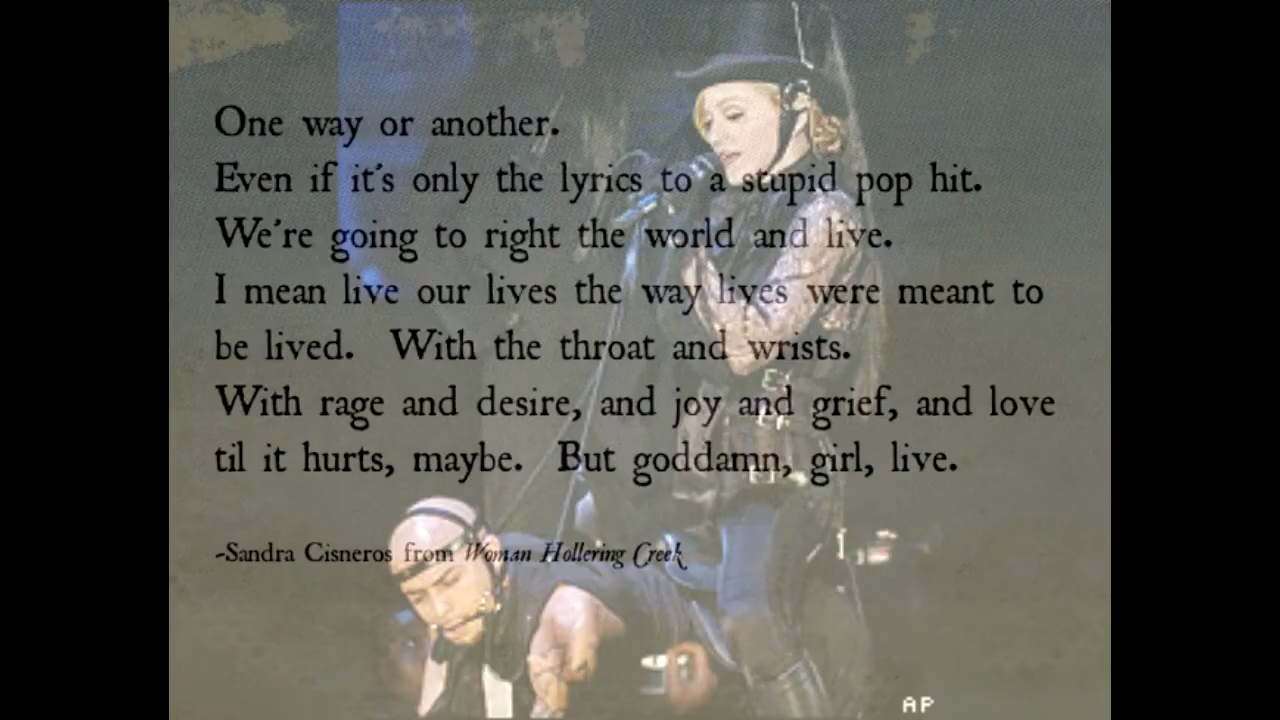 One way or another.
Even if it's only the lyrics to a stupid pop hit.
We're going to right the world and live.
I mean live our lives the way lives were meant to
be lived. With the throat and wrists.
With rage and desire, and joy and grief, and love
til it hurts, maybe. But goddamn, girl, live.
-Sandra Cisneros from Woman Hollering Creek
AP